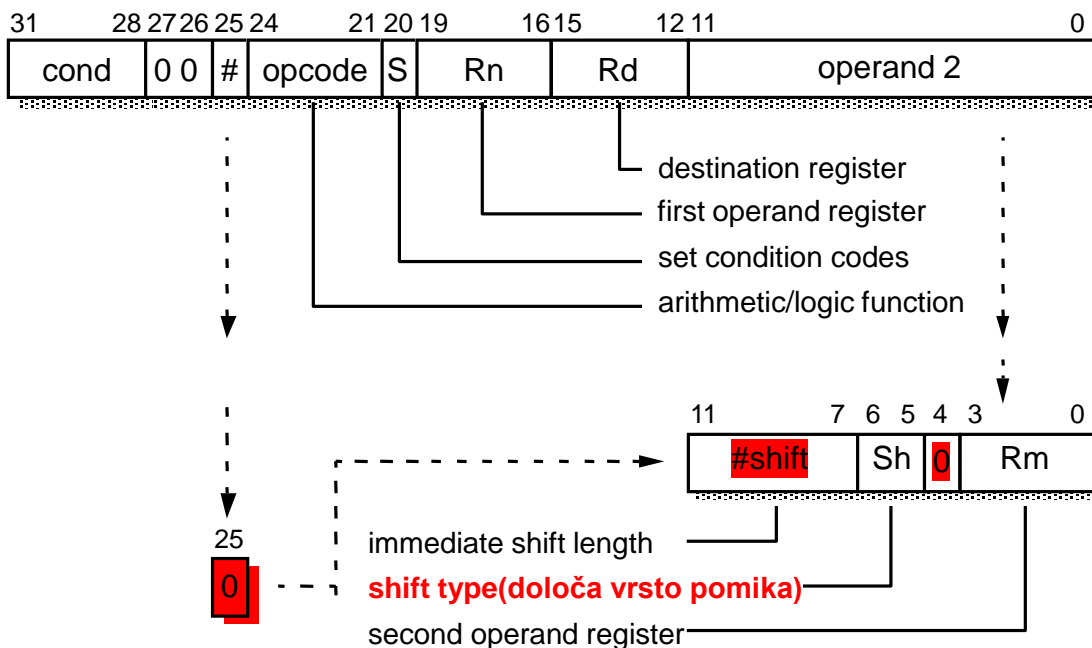 31 28 27 26 25 24 21 20 19 16 15 12 11 0
cond 0 0 # opcode S Rn Rd operand 2
destination register
first operand register
set condition codes
arithmetic/logic function
11 7 6 5 4 3 0
#shift Sh 0 Rm
25
immediate shift length
0
shift type(določa vrsto pomika)
second operand register